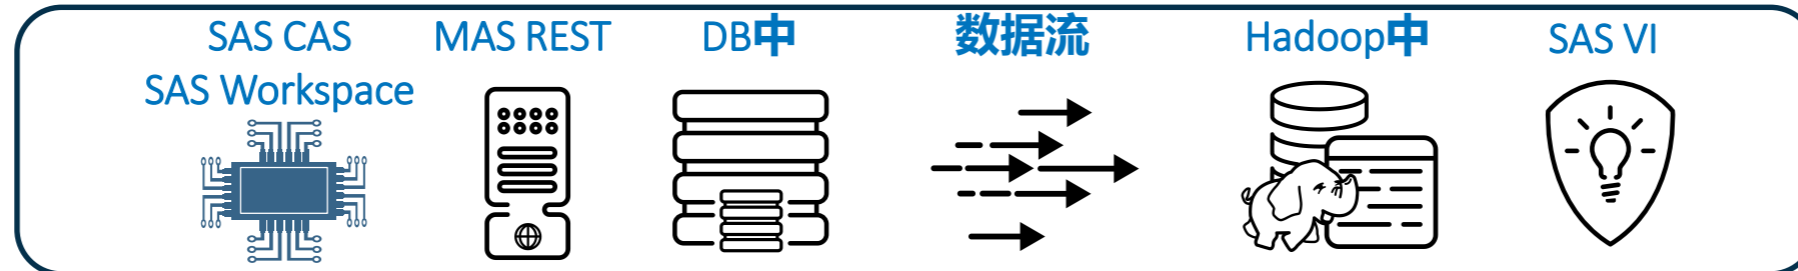 SAS CAS
SAS Workspace
MAS REST
DB中
数据流
Hadoop中
SAS VI